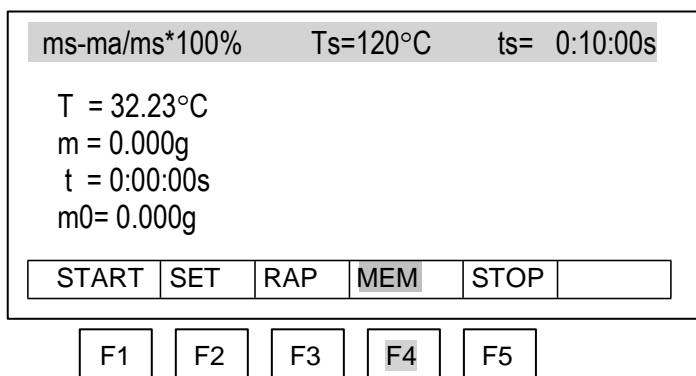 ms-ma/ms*100% Ts=120°C ts= 0:10:00s
T = 32.23°C
m = 0.000g
t = 0:00:00s
m0= 0.000g
START SET RAP MEM STOP
F1 F2 F3 F4 F5